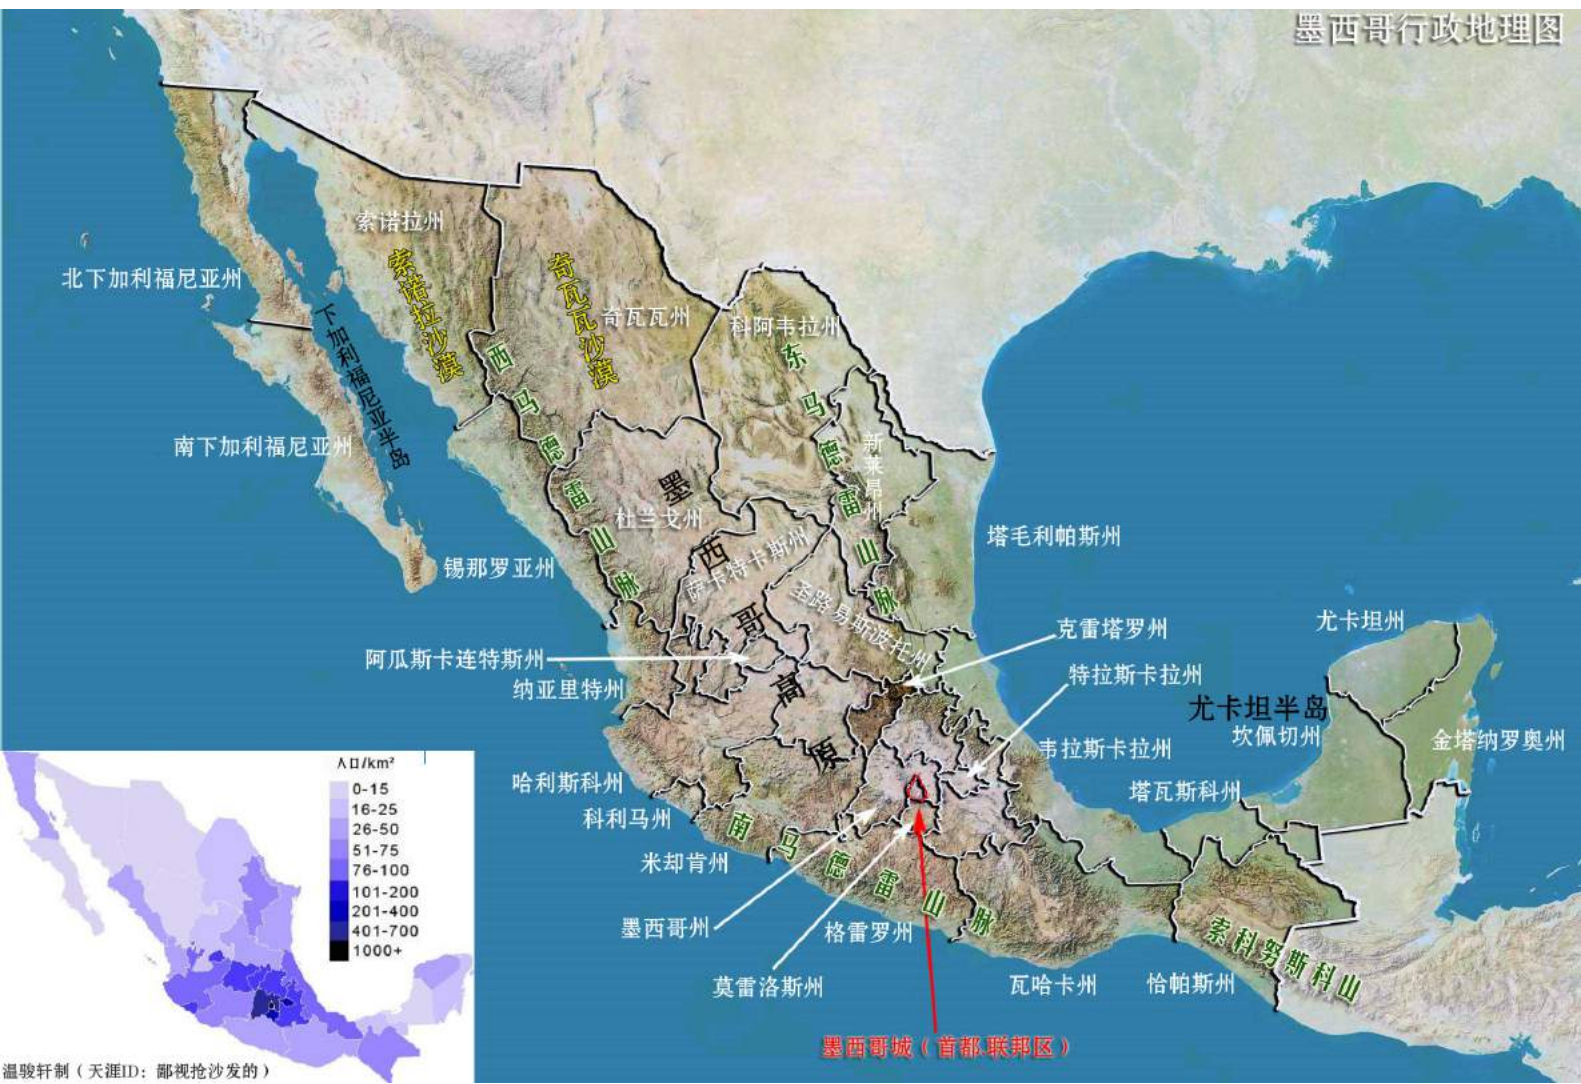 墨西哥行政地理图
索诺拉州
索诺拉沙漠
奇瓦瓦沙漠
奇瓦瓦州
北下加利福尼亚州
下加利福尼亚半岛
科阿韦拉州
西马德雷山脉
东马德雷山脉
南下加利福尼亚州
新莱昂州
墨西哥高原
杜兰戈州
塔毛利帕斯州
萨卡特卡斯州
锡那罗亚州
圣路易斯波托州
克雷塔罗州
尤卡坦州
阿瓜斯卡连特斯州
特拉斯卡拉州
纳亚里特州
尤卡坦半岛
坎佩切州
金塔纳罗奥州
韦拉斯卡拉州
哈利斯科州
塔瓦斯科州
科利马州
南马德雷山脉
米却肯州
墨西哥州
格雷罗州
索科努斯科山
莫雷洛斯州
瓦哈卡州
恰帕斯州
墨西哥城（首都.联邦区）
人口/km²
0-15
16-25
26-50
51-75
76-100
101-200
201-400
401-700
1000+
温骏轩制（天涯ID：鄙视抢沙发的）